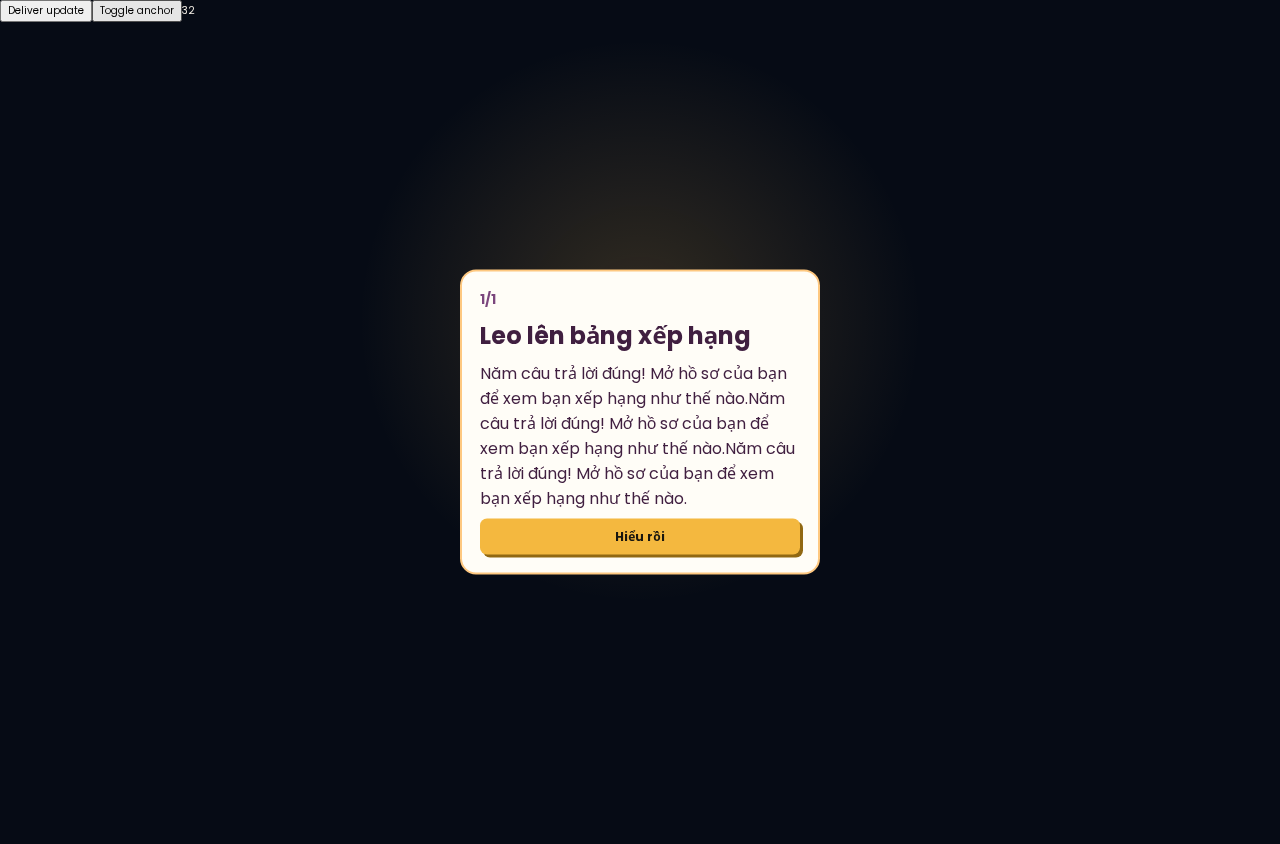 Deliver update Toggle anchor 32
1/1
Leo lên bảng xếp hạng
Năm câu trả lời đúng! Mở hồ sơ của bạn
để xem bạn xếp hạng như thế nào.Năm
câu trả lời đúng! Mở hồ sơ của bạn để
xem bạn xếp hạng như thế nào.Năm câu
trả lời đúng! Mở hồ sơ của bạn để xem
bạn xếp hạng như thế nào.
Hiểu rồi